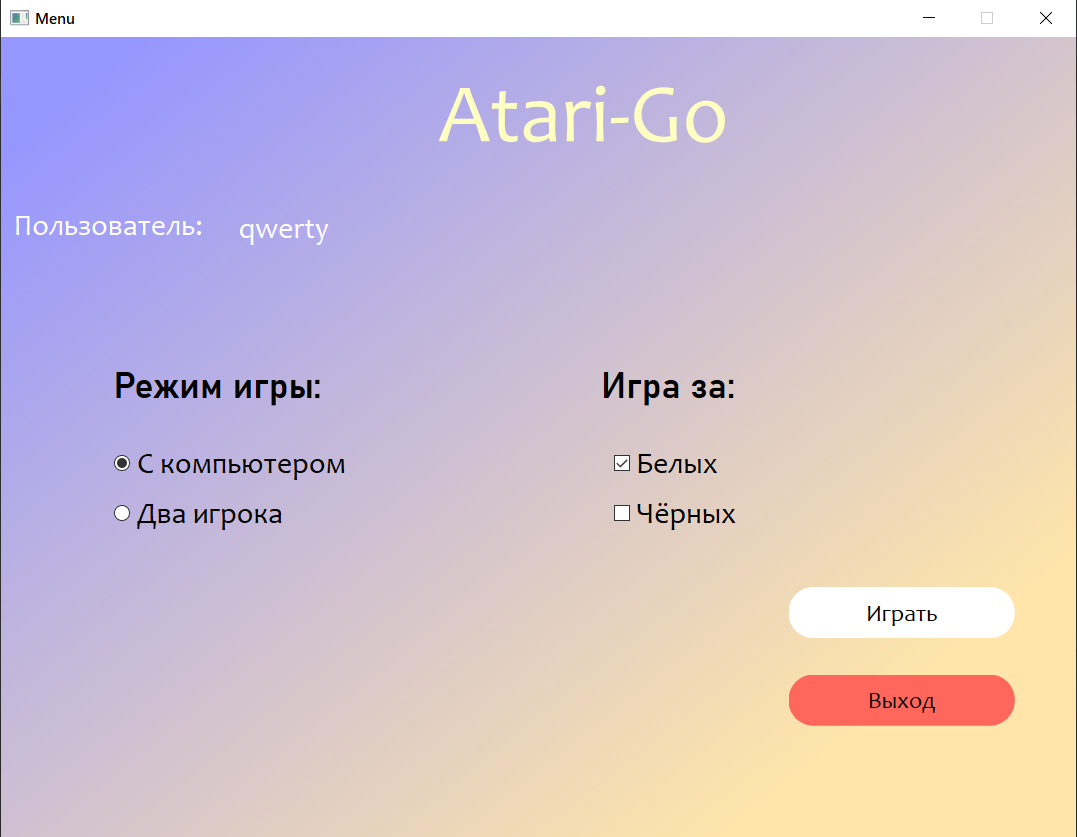 Menu
Atari-Go
Пользователь: qwerty
Режим игры:
Игра за:
С компьютером
Белых
Два игрока
Чёрных
Играть
Выход